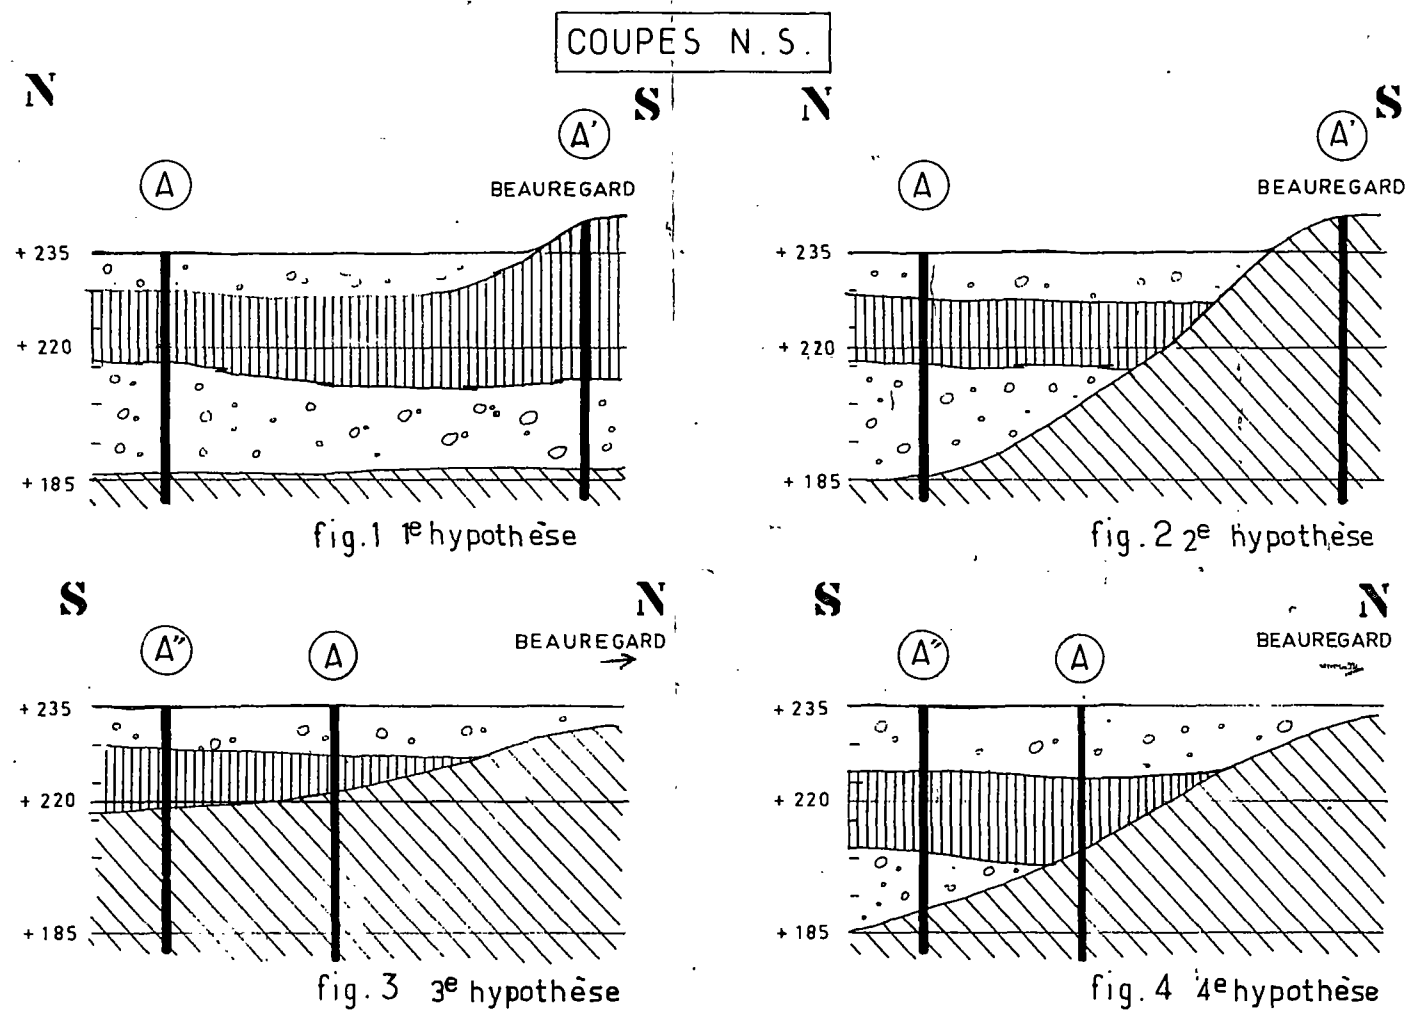 COUPES N.S.
N
S
A
A'
BEAUREGARD
+ 235
+ 220
+ 185
fig.1 1e hypothèse
N
S
A
A'
BEAUREGARD
+ 235
+ 220
+ 185
fig.2 2e hypothèse
S
N
A"
A
BEAUREGARD
+ 235
+ 220
+ 185
fig.3 3e hypothèse
S
N
A"
A
BEAUREGARD
+ 235
+ 220
+ 185
fig.4 4e hypothèse